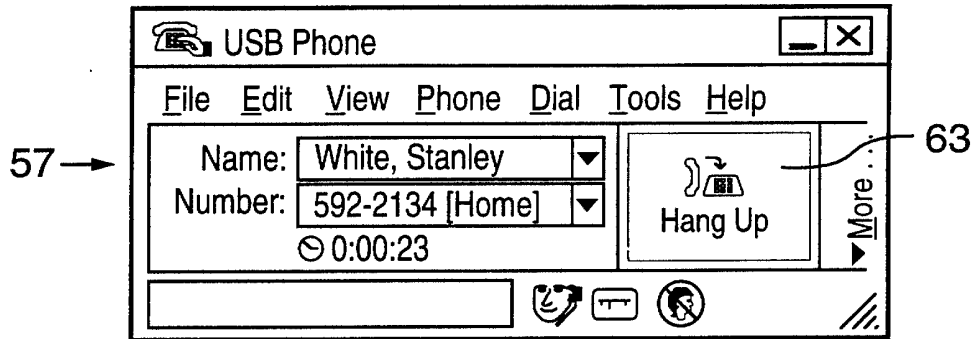 USB Phone
File Edit View Phone Dial Tools Help
57
Name: White, Stanley
Number: 592-2134 [Home]
0:00:23
Hang Up
More...
63